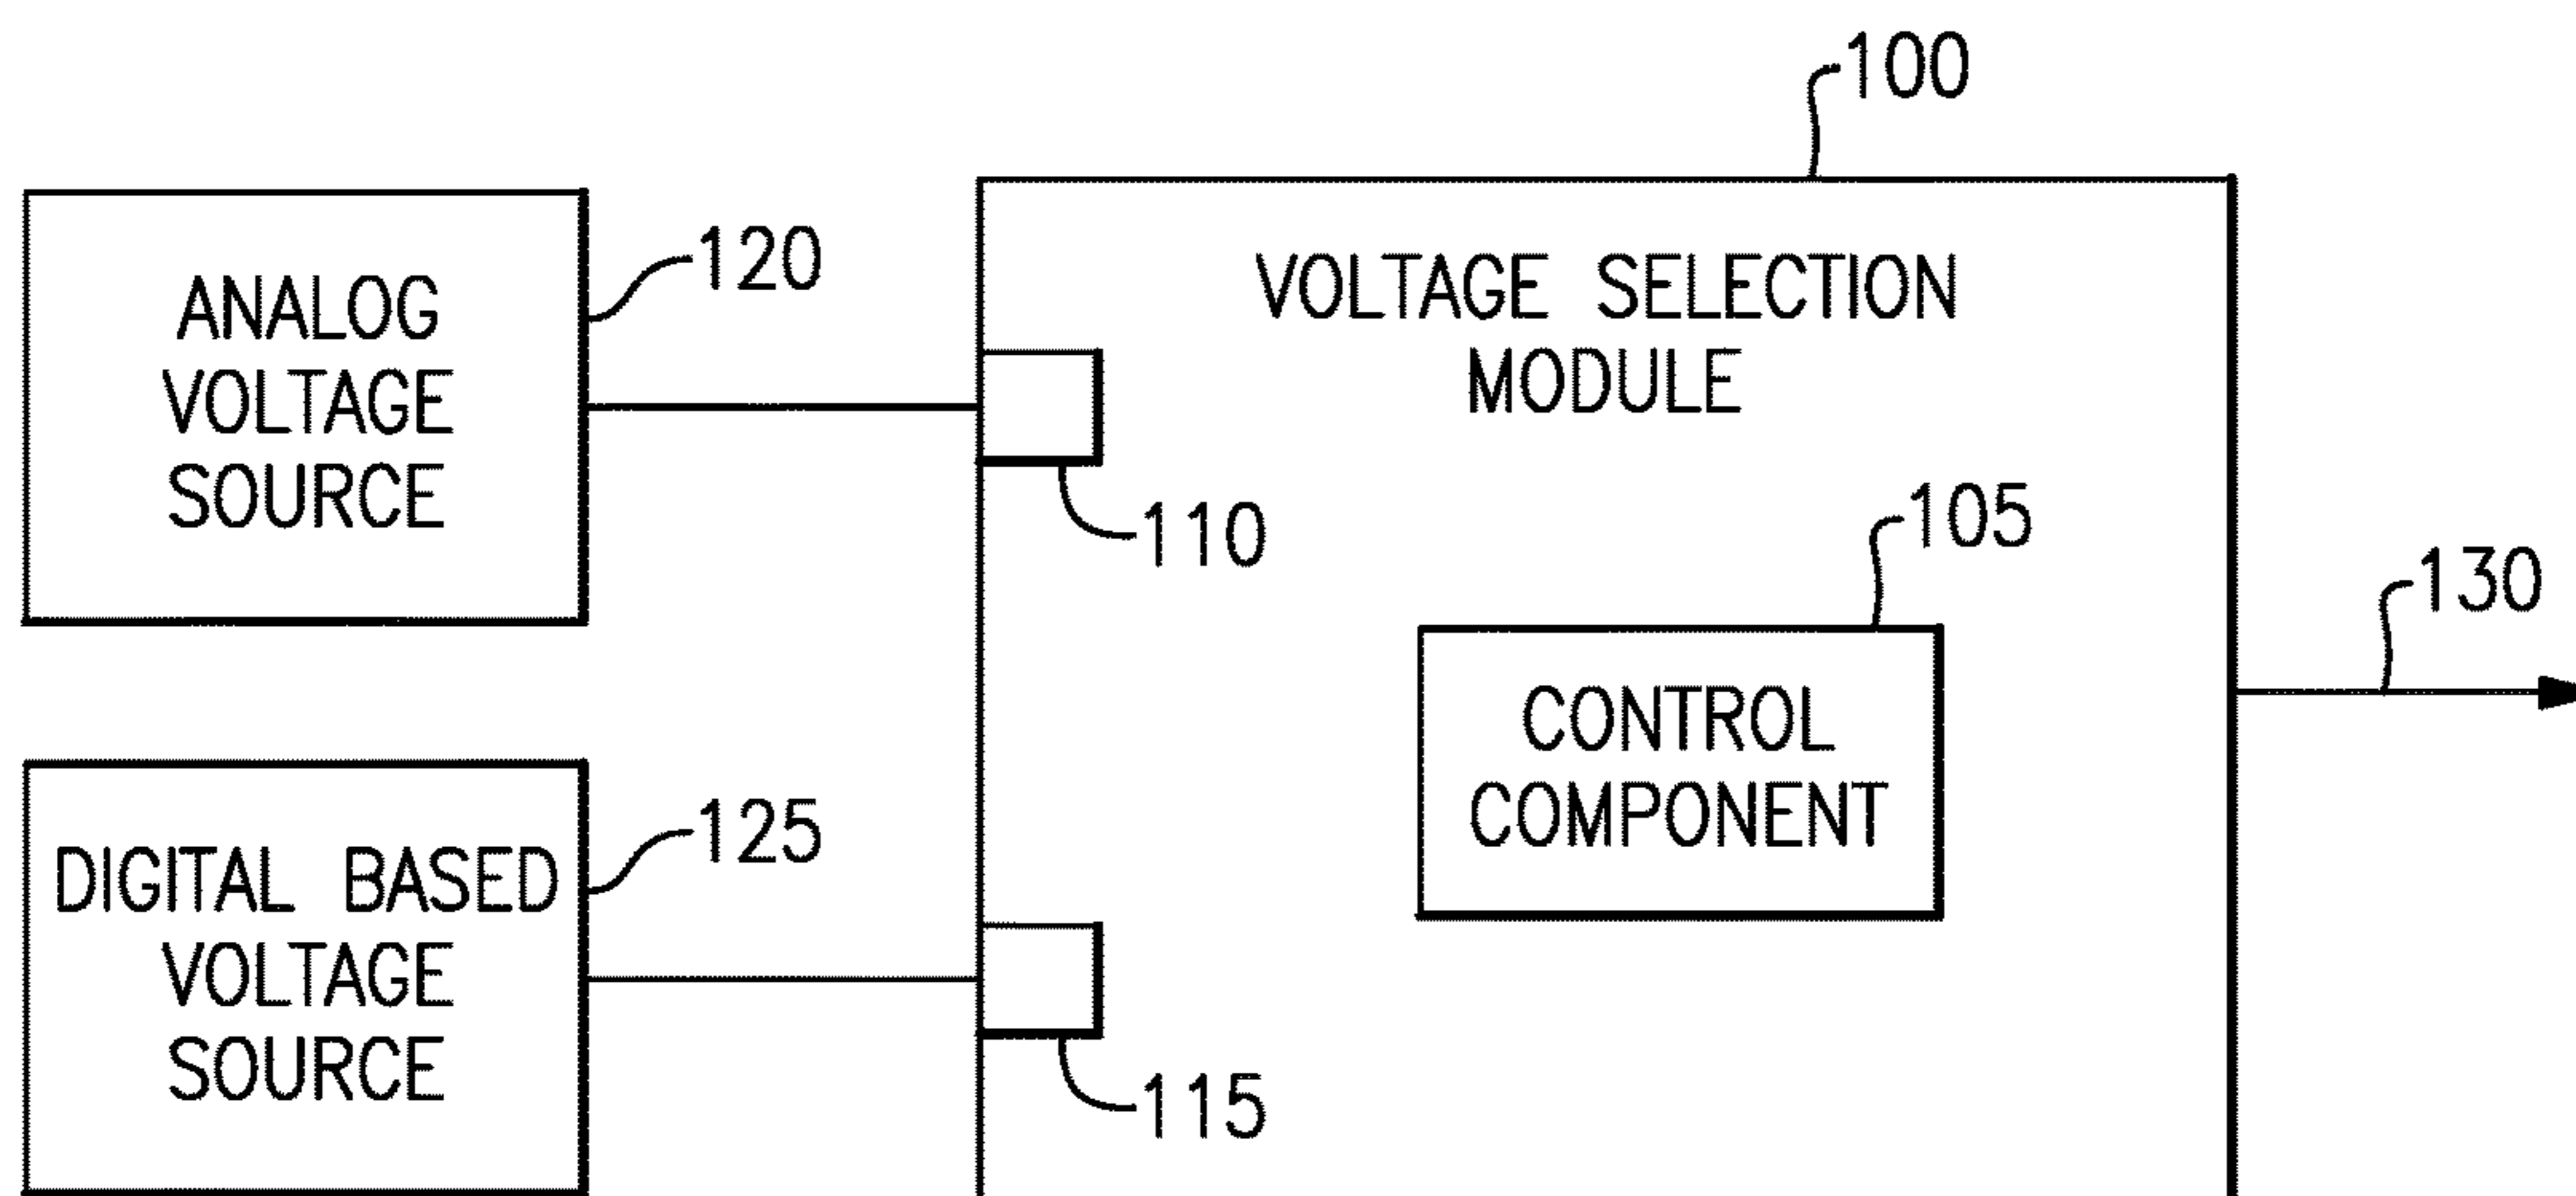 100
120
ANALOG
VOLTAGE
SOURCE
VOLTAGE SELECTION
MODULE
110
105
130
CONTROL
COMPONENT
125
DIGITAL BASED
VOLTAGE
SOURCE
115